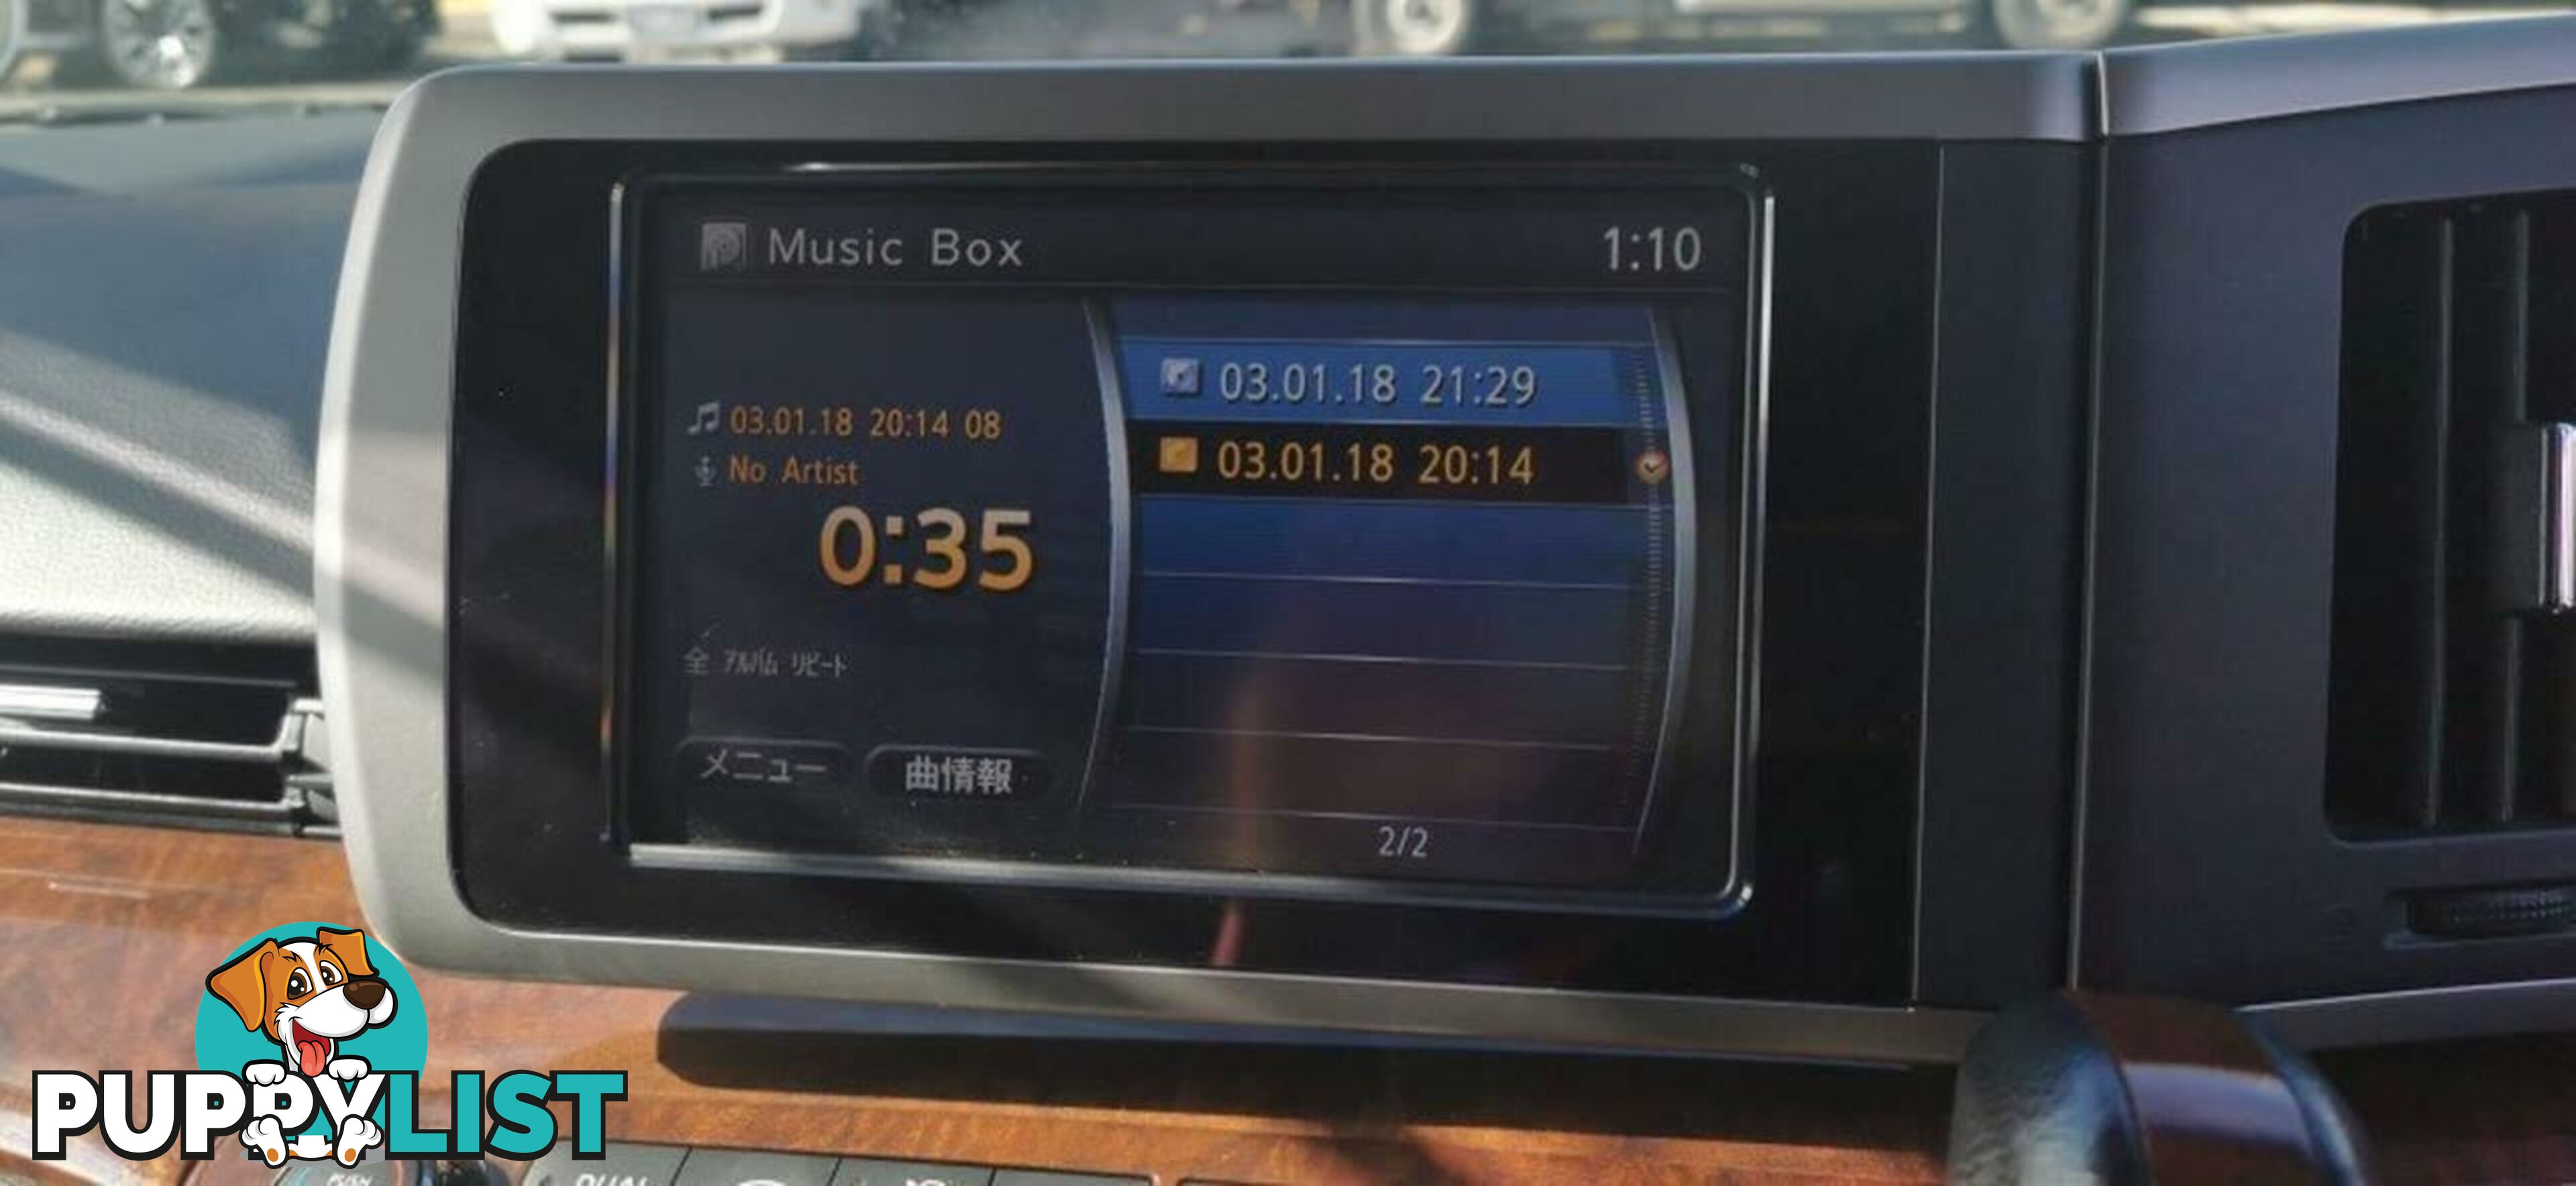 Music Box 1:10
03.01.18 21:29
03.01.18 20:14 08
No Artist
03.01.18 20:14
0:35
全 アルバム リピート
メニュー 曲情報
2/2
PUPPYLIST
PUSH